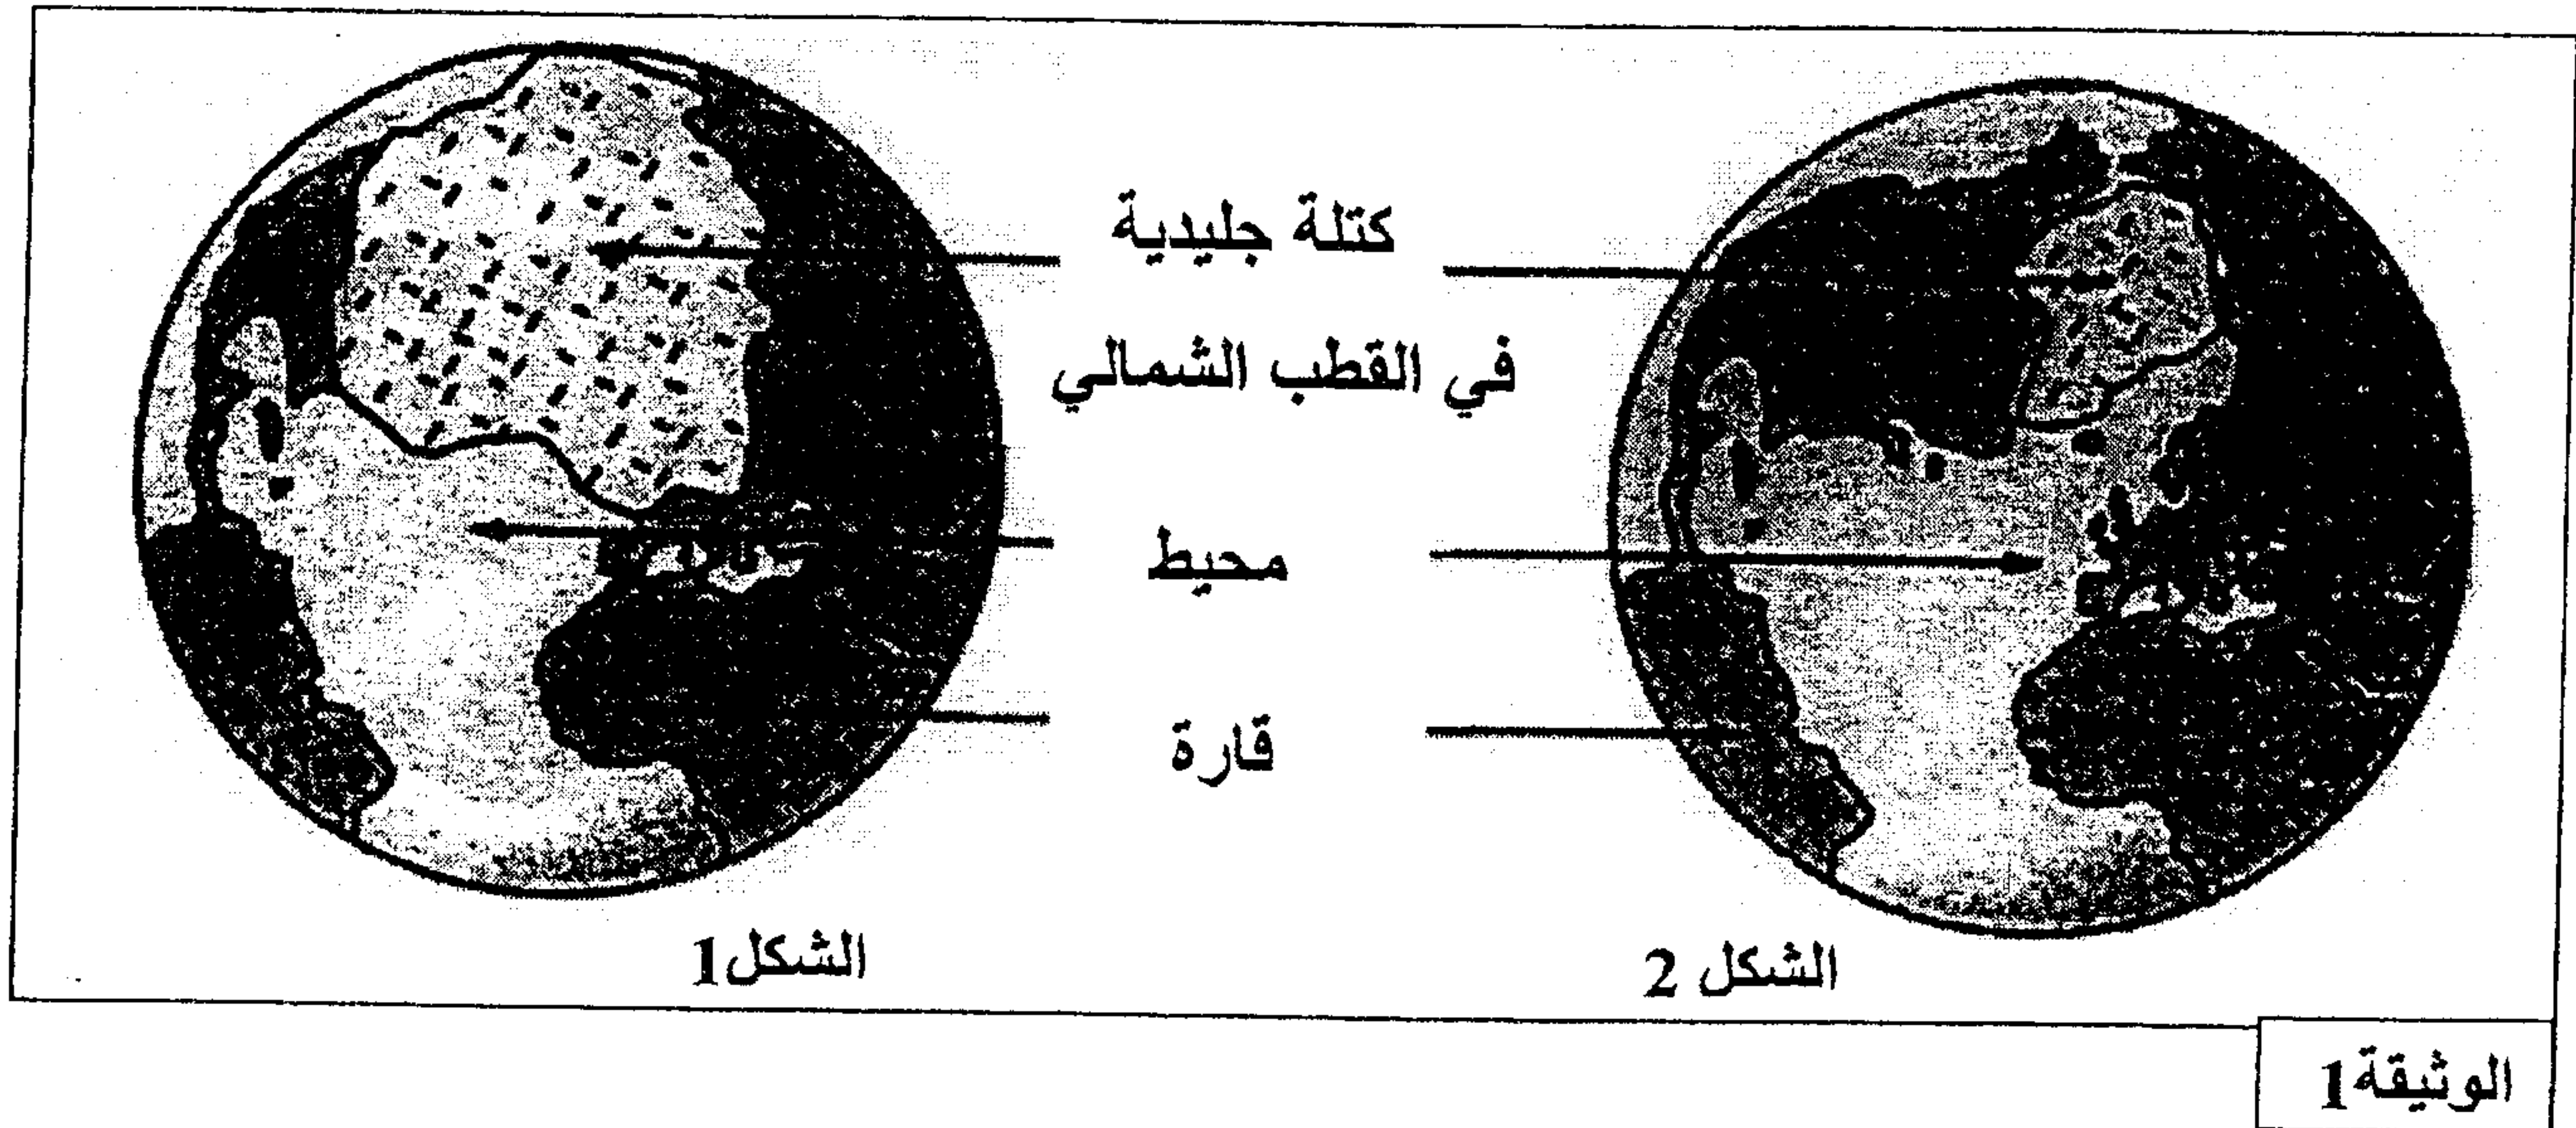 كتلة جليدية
في القطب الشمالي
محيط
قارة
الشكل1
الشكل 2
الوثيقة1